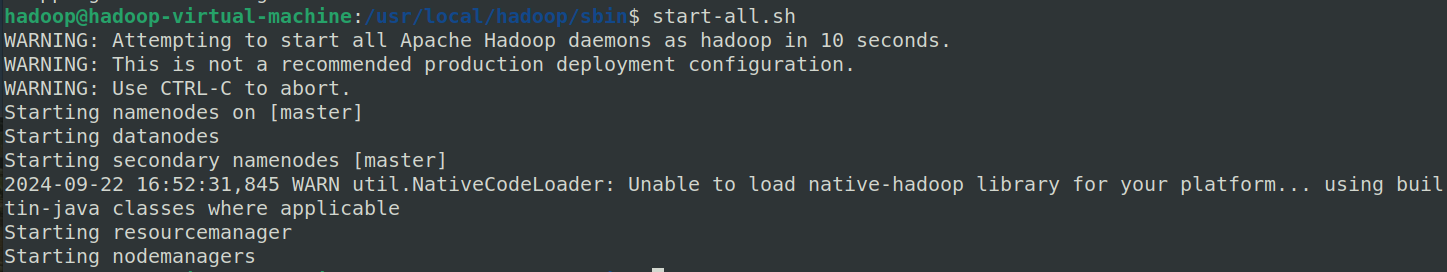 hadoop@hadoop-virtual-machine:/usr/local/hadoop/sbin$ start-all.sh
WARNING: Attempting to start all Apache Hadoop daemons as hadoop in 10 seconds.
WARNING: This is not a recommended production deployment configuration.
WARNING: Use CTRL-C to abort.
Starting namenodes on [master]
Starting datanodes
Starting secondary namenodes [master]
2024-09-22 16:52:31,845 WARN util.NativeCodeLoader: Unable to load native-hadoop library for your platform... using buil
tin-java classes where applicable
Starting resourcemanager
Starting nodemanagers